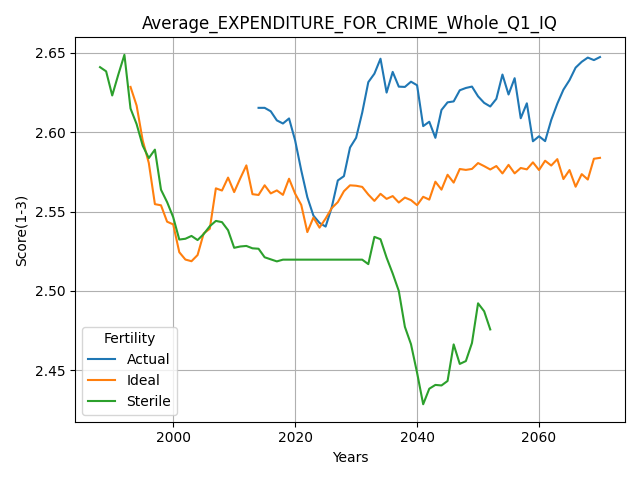 Average_EXPENDITURE_FOR_CRIME_Whole_Q1_IQ
Score(1-3)
2.65
2.60
2.55
2.50
2.45
Fertility
Actual
Ideal
Sterile
2000
2020
2040
2060
Years